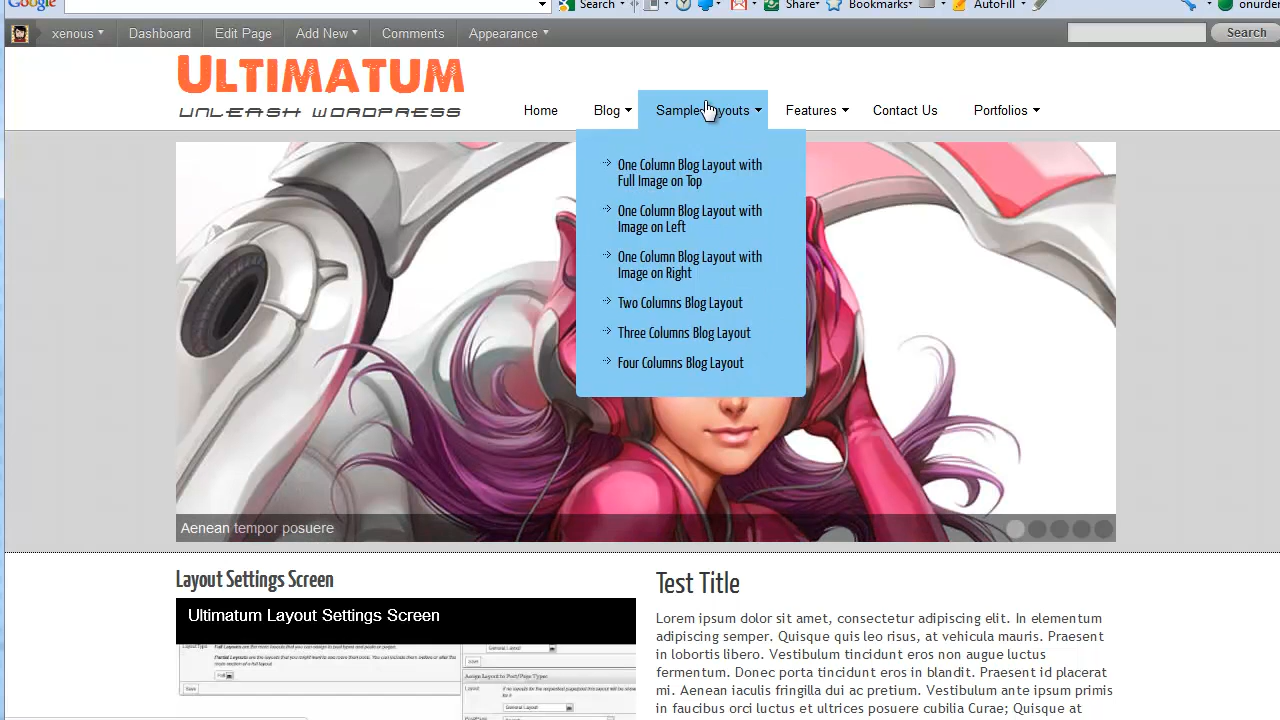 Google Search Share Bookmarks AutoFill onurden
xenous Dashboard Edit Page Add New Comments Appearance Search
ULTIMATUM
UNLEASH WORDPRESS
Home Blog Sample Layouts Features Contact Us Portfolios
One Column Blog Layout with
Full Image on Top
One Column Blog Layout with
Image on Left
One Column Blog Layout with
Image on Right
Two Columns Blog Layout
Three Columns Blog Layout
Four Columns Blog Layout
Aenean tempor posuere
Layout Settings Screen
Ultimatum Layout Settings Screen
General Layout
General Layout
Test Title
Lorem ipsum dolor sit amet, consectetur adipiscing elit. In elementum
adipiscing semper. Quisque quis leo risus, at vehicula mauris. Praesent
in lobortis libero. Vestibulum tincidunt eros non augue luctus
fermentum. Donec porta tincidunt eros in blandit. Praesent id placerat
mi. Aenean iaculis fringilla dui ac pretium. Vestibulum ante ipsum primis
in faucibus orci luctus et ultrices posuere cubilia Curae; Quisque at